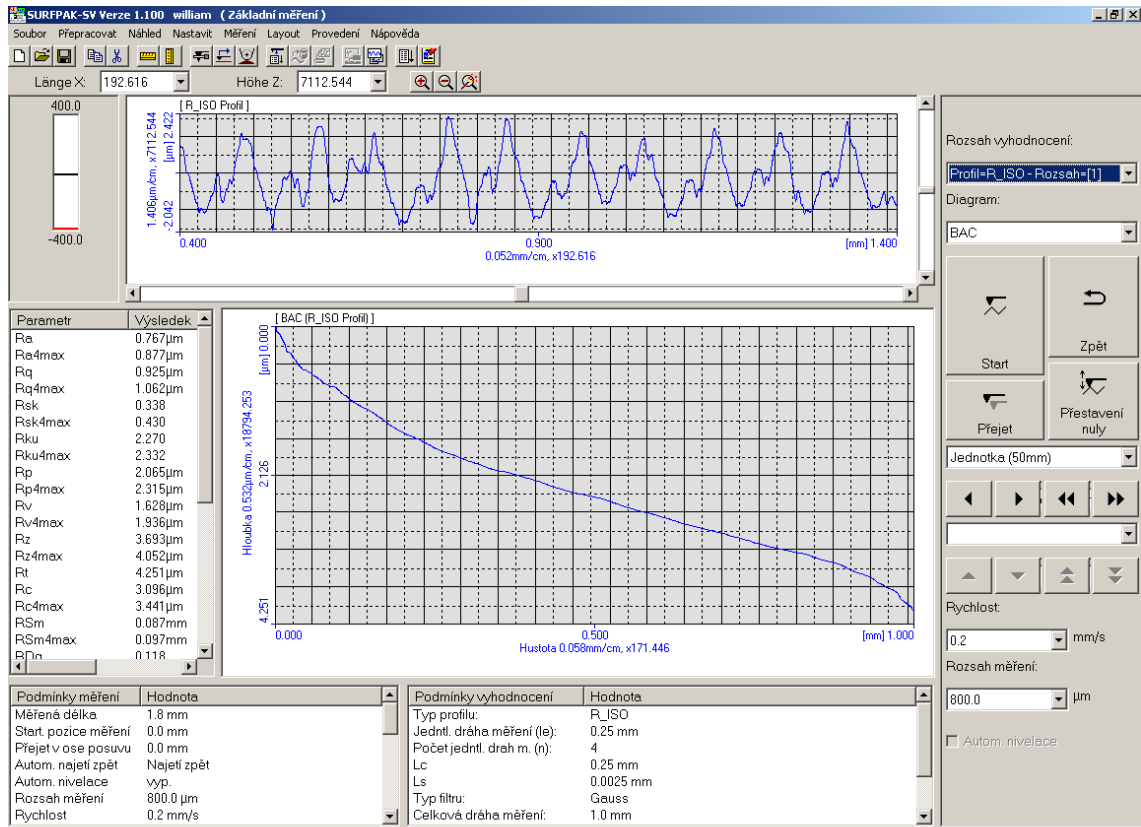 SURFPAK-SV Verze 1.100 william ( Základní měření )
Soubor Přepracovat Náhled Nastavit Měření Layout Provedení Nápověda
Länge X: 192.616 Höhe Z: 7112.544
400.0
-400.0
[ R_ISO Profil ]
1.406µm/cm, x7112.544
-2.042 [µm] 2.422
0.400 0.900 [mm] 1.400
0.052mm/cm, x192.616
Parametr Výsledek
Ra 0.767µm
Ra4max 0.877µm
Rq 0.925µm
Rq4max 1.062µm
Rsk 0.338
Rsk4max 0.430
Rku 2.270
Rku4max 2.332
Rp 2.065µm
Rp4max 2.315µm
Rv 1.628µm
Rv4max 1.936µm
Rz 3.693µm
Rz4max 4.052µm
Rt 4.251µm
Rc 3.096µm
Rc4max 3.441µm
RSm 0.087mm
RSm4max 0.097mm
RDq 0.118
[ BAC (R_ISO Profil) ]
Hloubka 0.532µm/cm, x18794.253
4.251 2.126 [µm] 0.000
0.000 0.500 [mm] 1.000
Hustota 0.058mm/cm, x171.446
Podmínky měření Hodnota
Měřená délka 1.8 mm
Start. pozice měření 0.0 mm
Přejet v ose posuvu 0.0 mm
Autom. najetí zpět Najetí zpět
Autom. nivelace vyp.
Rozsah měření 800.0 µm
Rychlost 0.2 mm/s
Podmínky vyhodnocení Hodnota
Typ profilu: R_ISO
Jedntl. dráha měření (le): 0.25 mm
Počet jedntl. drah m. (n): 4
Lc 0.25 mm
Ls 0.0025 mm
Typ filtru: Gauss
Celková dráha měření: 1.0 mm
Rozsah vyhodnocení:
Profil=R_ISO - Rozsah=[1]
Diagram:
BAC
Start
Zpět
Přejet
Přestavení
nuly
Jednotka (50mm)
Rychlost:
0.2 mm/s
Rozsah měření:
800.0 µm
Autom. nivelace